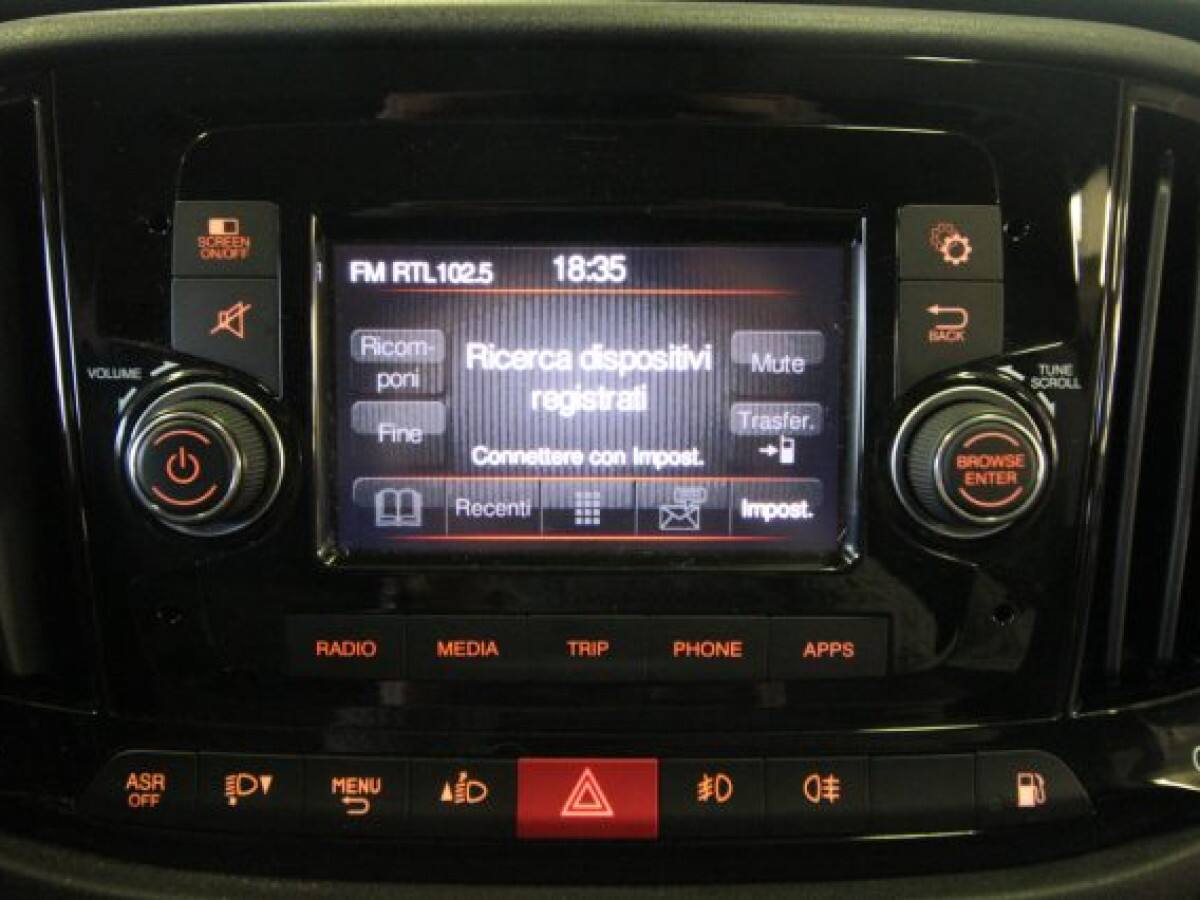 SCREEN
ON/OFF
FM RTL102.5
18:35
BACK
VOLUME
TUNE
SCROLL
Ricom-
poni
Ricerca dispositivi
registrati
Mute
Fine
Trasfer.
Connettere con Impost.
BROWSE
ENTER
Recenti
Impost.
RADIO
MEDIA
TRIP
PHONE
APPS
ASR
OFF
MENU